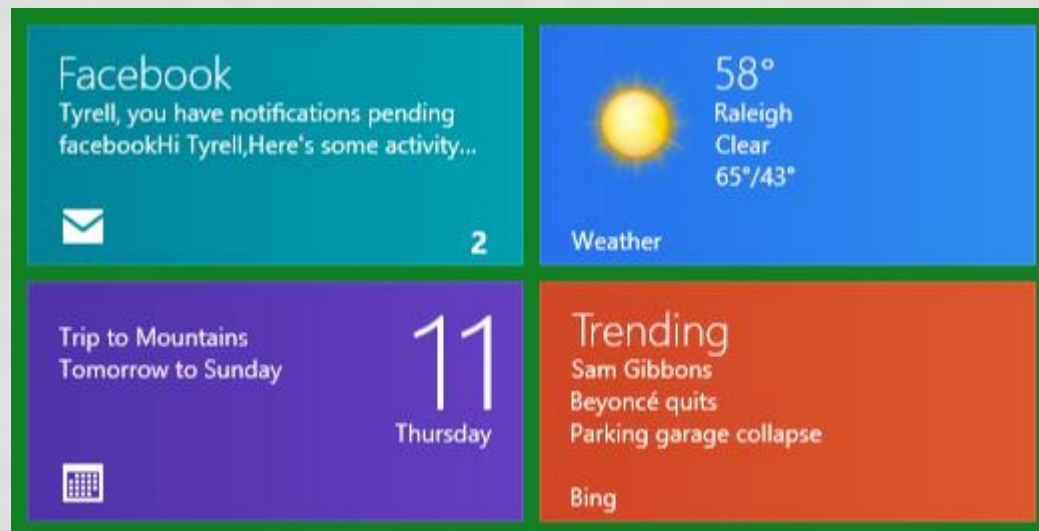 Facebook
Tyrell, you have notifications pending
facebookHi Tyrell,Here's some activity...
2
58°
Raleigh
Clear
65°/43°
Weather
Trip to Mountains
Tomorrow to Sunday
11
Thursday
Trending
Sam Gibbons
Beyoncé quits
Parking garage collapse
Bing